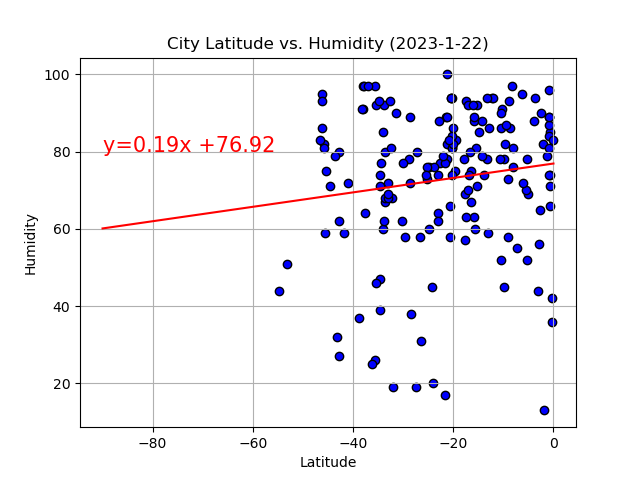 City Latitude vs. Humidity (2023-1-22)
100
80
60
40
20
Humidity
y=0.19x +76.92
−80 −60 −40 −20 0
Latitude